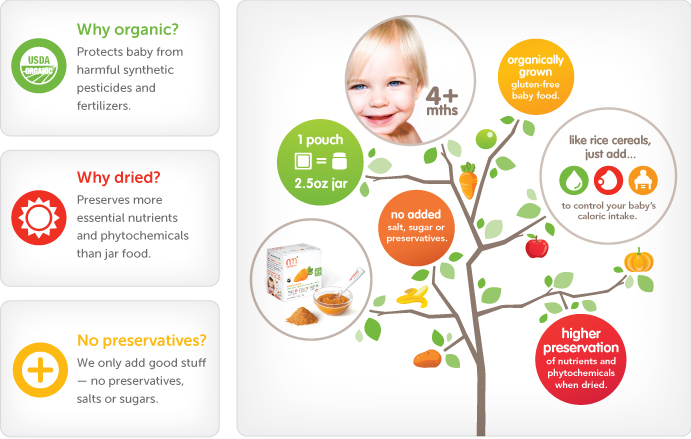 Why organic?
USDA
ORGANIC
Protects baby from
harmful synthetic
pesticides and
fertilizers.
Why dried?
Preserves more
essential nutrients
and phytochemicals
than jar food.
No preservatives?
We only add good stuff
— no preservatives,
salts or sugars.
4+
mths
organically
grown
gluten-free
baby food.
1 pouch
=
2.5oz jar
like rice cereals,
just add...
to control your baby's
caloric intake.
no added
salt, sugar or
preservatives.
higher
preservation
of nutrients and
phytochemicals
when dried.